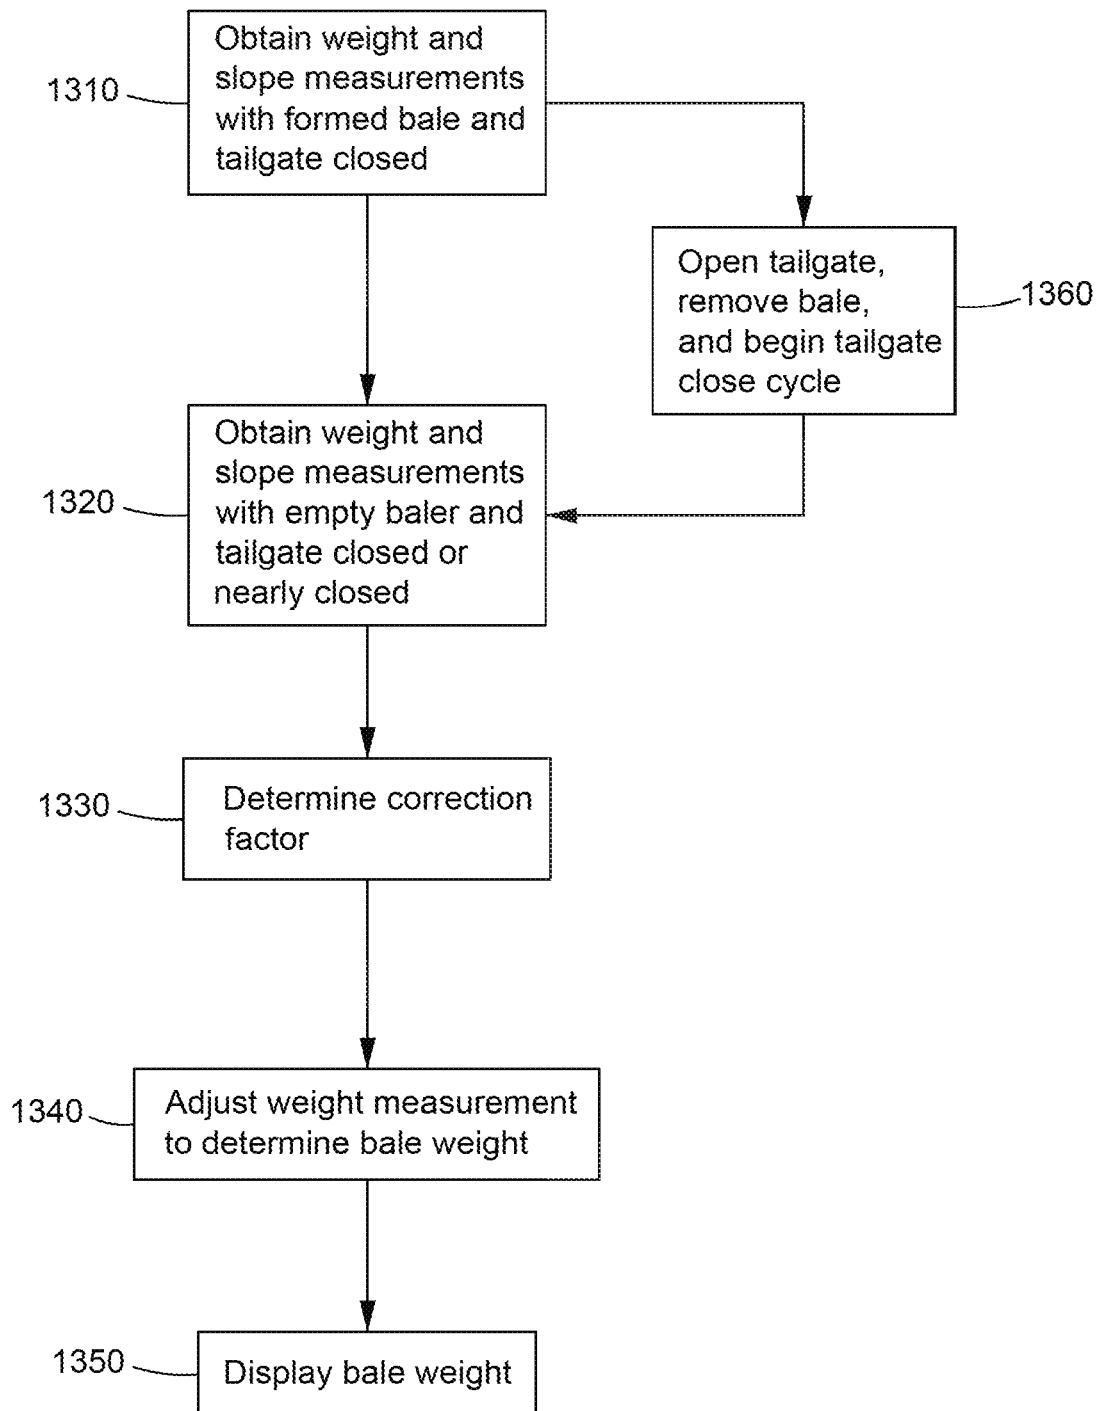 Obtain weight and
slope measurements
with formed bale and
tailgate closed
1310
Open tailgate,
remove bale,
and begin tailgate
close cycle
1360
Obtain weight and
slope measurements
with empty baler and
tailgate closed or
nearly closed
1320
Determine correction
factor
1330
Adjust weight measurement
to determine bale weight
1340
Display bale weight
1350